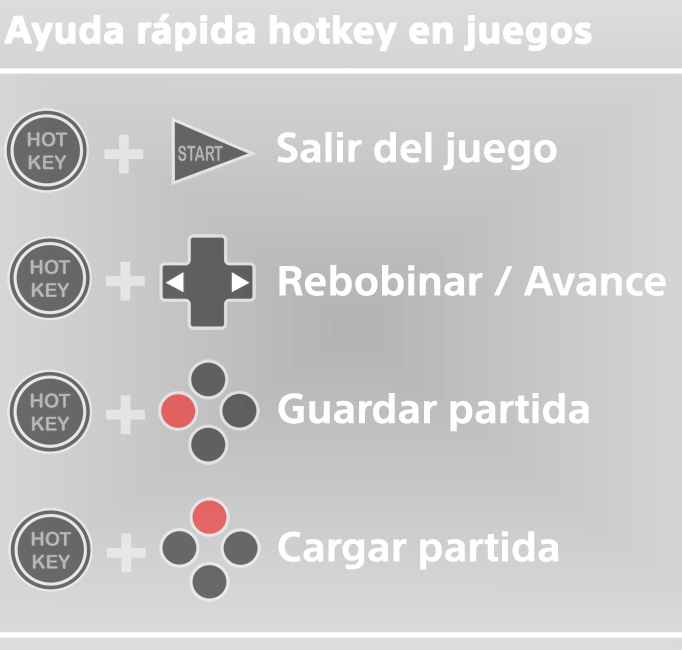 Ayuda rápida hotkey en juegos
HOT
KEY
START
Salir del juego
HOT
KEY
Rebobinar / Avance
HOT
KEY
Guardar partida
HOT
KEY
Cargar partida